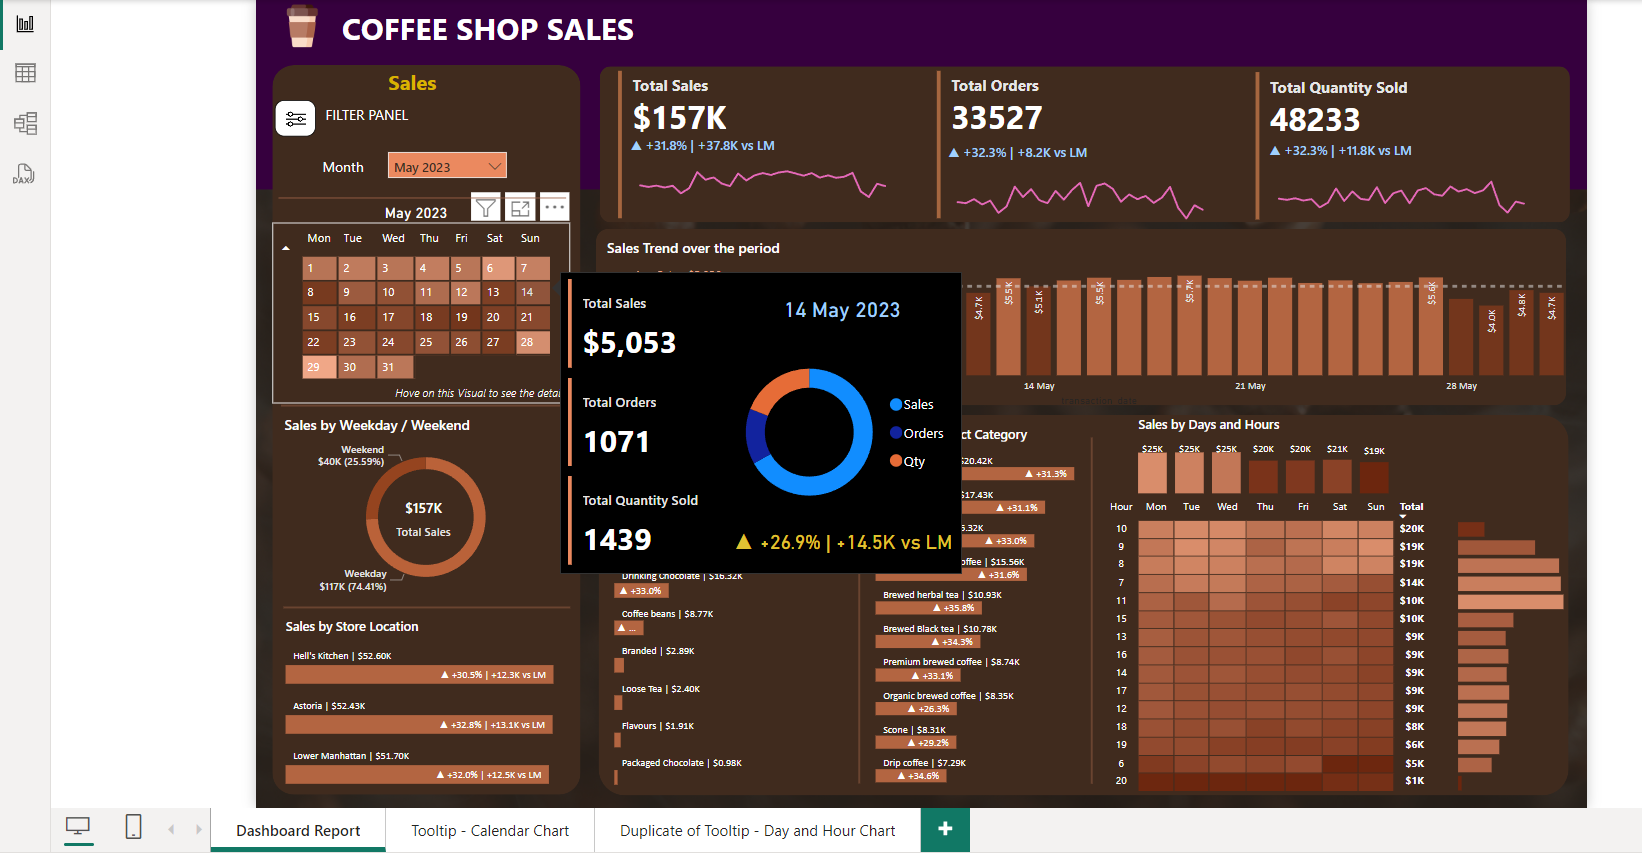 COFFEE SHOP SALES
Sales
FILTER PANEL
Month
May 2023
May 2023
Mon Tue Wed Thu Fri Sat Sun
1 2 3 4 5 6 7
8 9 10 11 12 13 14
15 16 17 18 19 20 21
22 23 24 25 26 27 28
29 30 31
Hove on this Visual to see the detai
Total Sales
$157K
▲ +31.8% | +37.8K vs LM
Total Orders
33527
▲ +32.3% | +8.2K vs LM
Total Quantity Sold
48233
▲ +32.3% | +11.8K vs LM
Sales Trend over the period
$4.7K
$5.5K
$5.1K
$5.5K
$5.7K
$5.6K
$4.0K
$4.8K
$4.7K
14 May 21 May 28 May
Total Sales
$5,053
14 May 2023
Total Orders
1071
Sales
Orders
Qty
Total Quantity Sold
1439
▲ +26.9% | +14.5K vs LM
Sales by Weekday / Weekend
Weekend
$40K (25.59%)
$157K
Total Sales
Weekday
$117K (74.41%)
Sales by Store Location
Hell's Kitchen | $52.60K
▲ +30.5% | +12.3K vs LM
Astoria | $52.43K
▲ +32.8% | +13.1K vs LM
Lower Manhattan | $51.70K
▲ +32.0% | +12.5K vs LM
Drinking Chocolate | $16.32K
▲ +33.0%
Coffee beans | $8.77K
▲ ...
Branded | $2.89K
Loose Tea | $2.40K
Flavours | $1.91K
Packaged Chocolate | $0.98K
ct Category
$20.42K
▲ +31.3%
$17.43K
▲ +31.1%
5.32K
▲ +33.0%
offee | $15.56K
▲ +31.6%
Brewed herbal tea | $10.93K
▲ +35.8%
Brewed Black tea | $10.78K
▲ +34.3%
Premium brewed coffee | $8.74K
▲ +33.1%
Organic brewed coffee | $8.35K
▲ +26.3%
Scone | $8.31K
▲ +29.2%
Drip coffee | $7.29K
▲ +34.6%
Sales by Days and Hours
$25K $25K $25K $20K $20K $21K $19K
Hour Mon Tue Wed Thu Fri Sat Sun Total
10 $20K
9 $19K
8 $19K
7 $14K
11 $10K
15 $10K
13 $9K
16 $9K
14 $9K
17 $9K
12 $9K
18 $8K
19 $6K
6 $5K
20 $1K
Dashboard Report
Tooltip - Calendar Chart
Duplicate of Tooltip - Day and Hour Chart
+
DAX